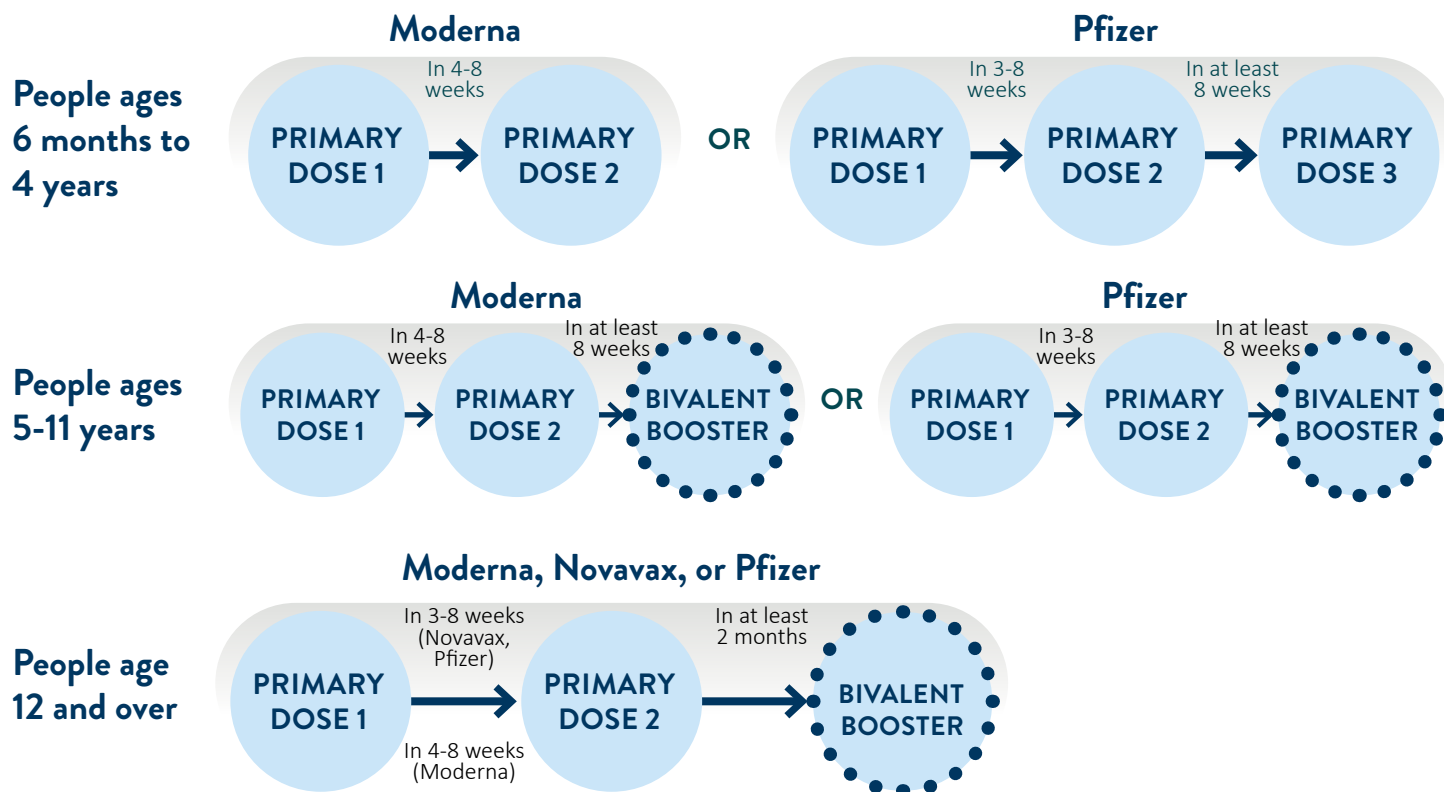 Moderna
Pfizer
People ages
6 months to
4 years
In 4-8
weeks
PRIMARY
DOSE 1
PRIMARY
DOSE 2
OR
In 3-8
weeks
In at least
8 weeks
PRIMARY
DOSE 1
PRIMARY
DOSE 2
PRIMARY
DOSE 3
Moderna
Pfizer
People ages
5-11 years
In 4-8
weeks
In at least
8 weeks
PRIMARY
DOSE 1
PRIMARY
DOSE 2
BIVALENT
BOOSTER
OR
In 3-8
weeks
In at least
8 weeks
PRIMARY
DOSE 1
PRIMARY
DOSE 2
BIVALENT
BOOSTER
Moderna, Novavax, or Pfizer
People age
12 and over
In 3-8 weeks
(Novavax,
Pfizer)
In at least
2 months
PRIMARY
DOSE 1
PRIMARY
DOSE 2
BIVALENT
BOOSTER
In 4-8 weeks
(Moderna)